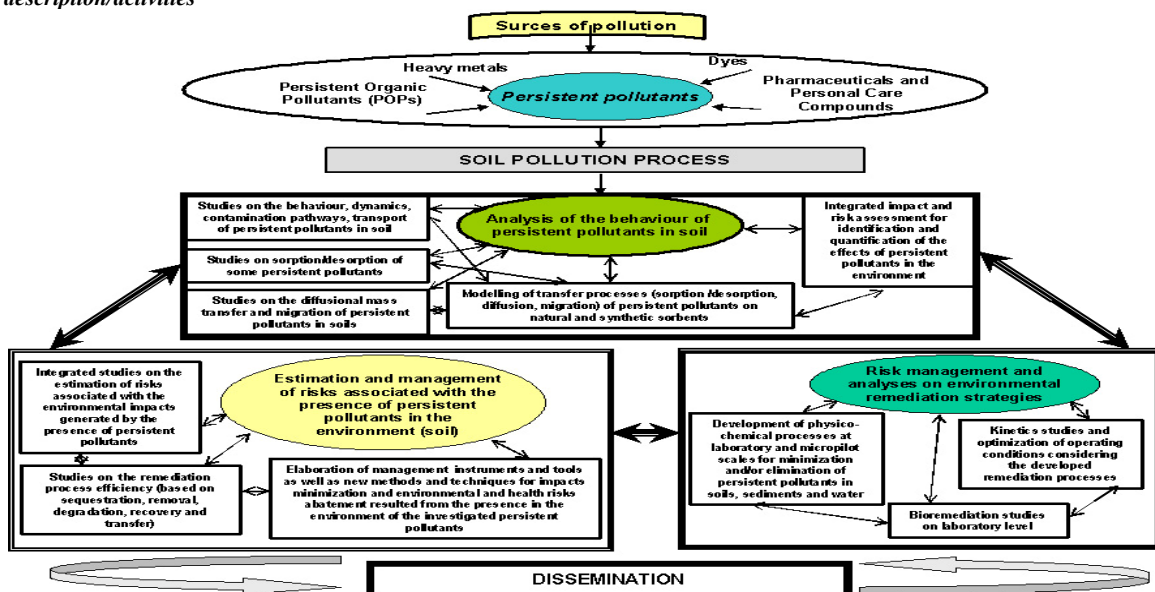 description/activities
Surces of pollution
Heavy metals
Dyes
Persistent Organic
Pollutants (POPs)
Persistent pollutants
Pharmaceuticals and
Personal Care
Compounds
SOIL POLLUTION PROCESS
Studies on the behaviour, dynamics,
contamination pathways, transport
of persistent pollutants in soil
Studies on sorption/desorption of
some persistent pollutants
Studies on the diffusional mass
transfer and migration of persistent
pollutants in soils
Analysis of the behaviour of
persistent pollutants in soil
Modelling of transfer processes (sorption /desorption,
diffusion, migration) of persistent pollutants on
natural and synthetic sorbents
Integrated impact and
risk assessment for
identification and
quantification of the
effects of persistent
pollutants in the
environment
Integrated studies on the
estimation of risks
associated with the
environmental impacts
generated by the
presence of persistent
pollutants
Estimation and management
of risks associated with the
presence of persistent
pollutants in the
environment (soil)
Studies on the remediation
process efficiency (based on
sequestration, removal,
degradation, recovery and
transfer)
Elaboration of management instruments and tools
as well as new methods and techniques for impacts
minimization and environmental and health risks
abatement resulted from the presence in the
environment of the investigated persistent
pollutants
Risk management and
analyses on environmental
remediation strategies
Development of physico-
chemical processes at
laboratory and micropilot
scales for minimization
and/or elimination of
persistent pollutants in
soils, sediments and water
Kinetics studies and
optimization of operating
conditions considering
the developed
remediation processes
Bioremediation studies
on laboratory level
DISSEMINATION